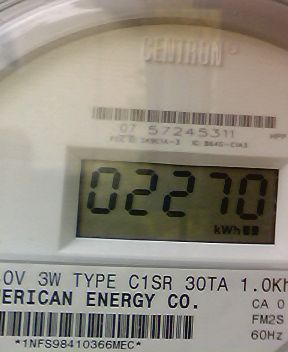 CENTRON®
07 57245311
02270
kWh
0V 3W TYPE C1SR 30TA 1.0Kh
ERICAN ENERGY CO.
CA 0
FM2S
60Hz
*1NFS98410366MEC*